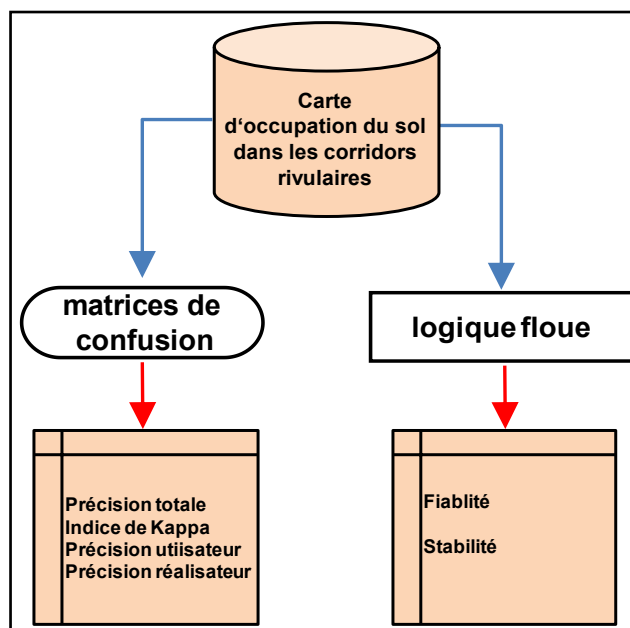 Carte
d‘occupation du sol
dans les corridors
rivulaires
matrices de
confusion
logique floue
Précision totale
Indice de Kappa
Précision utiisateur
Précision réalisateur
Fiablité
Stabilité